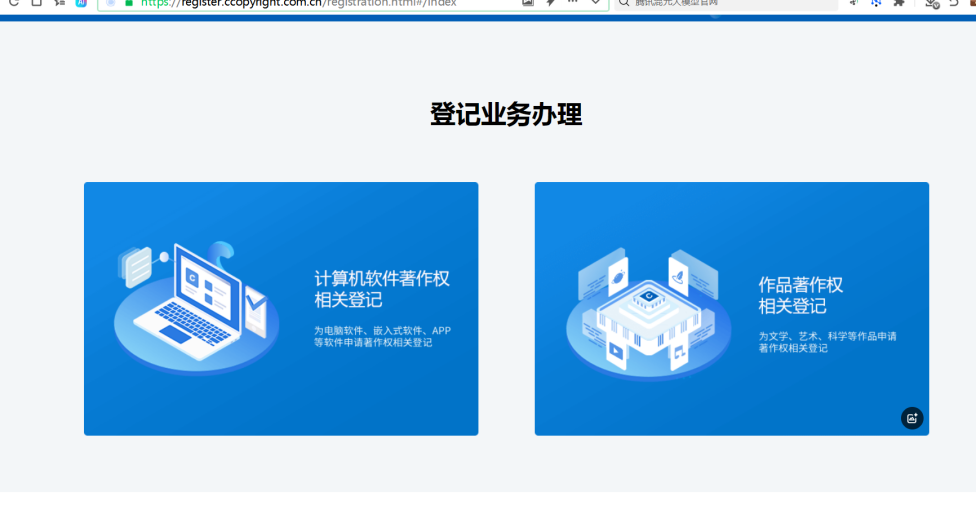 https://register.ccopyright.com.cn/registration.html#/index
登记业务办理
计算机软件著作权
相关登记
为电脑软件、嵌入式软件、APP
等软件申请著作权相关登记
作品著作权
相关登记
为文学、艺术、科学等作品申请
著作权相关登记